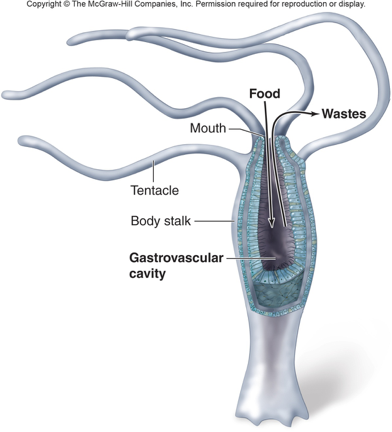 Copyright © The McGraw-Hill Companies, Inc. Permission required for reproduction or display.
Food
Wastes
Mouth
Tentacle
Body stalk
Gastrovascular
cavity